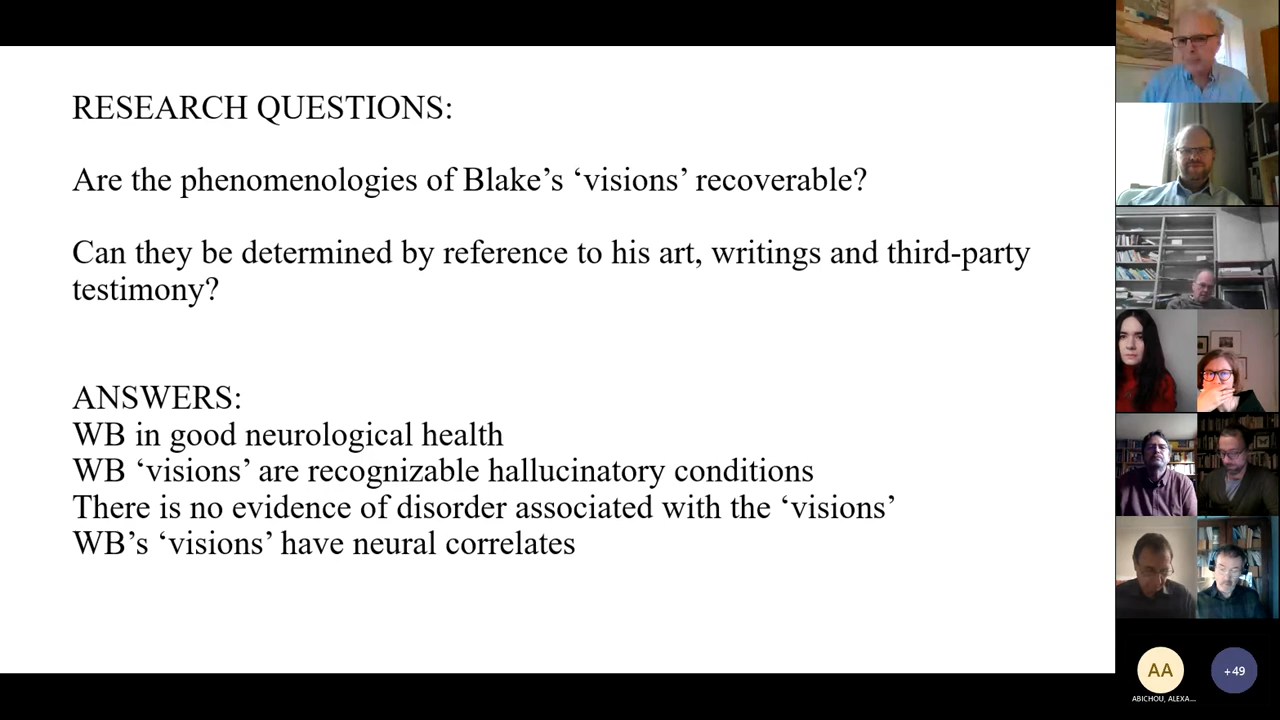 RESEARCH QUESTIONS:
Are the phenomenologies of Blake’s ‘visions’ recoverable?
Can they be determined by reference to his art, writings and third-party
testimony?
ANSWERS:
WB in good neurological health
WB ‘visions’ are recognizable hallucinatory conditions
There is no evidence of disorder associated with the ‘visions’
WB’s ‘visions’ have neural correlates
AA
+49
ABICHOU, ALEXA...